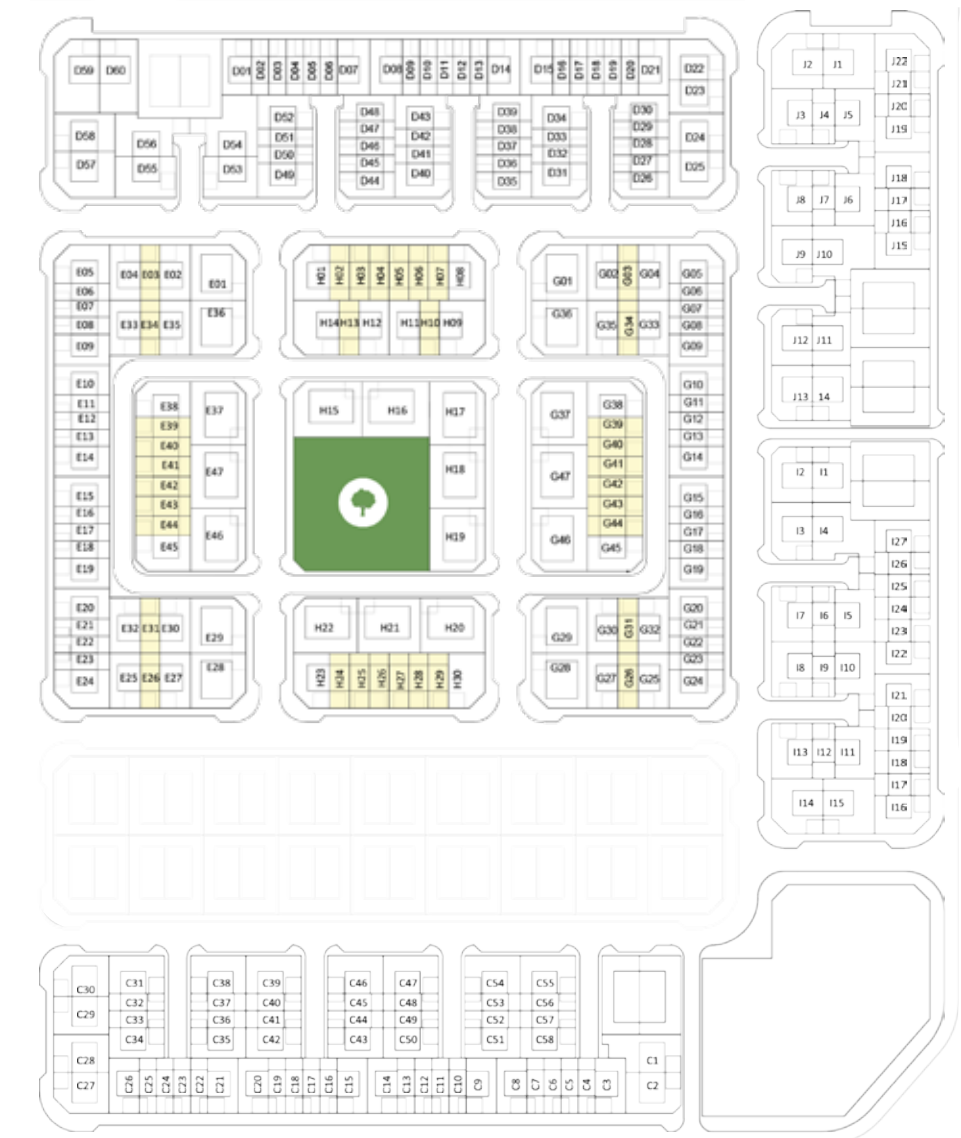 D59 D60 D01 D02 D03 D04 D05 D06 D07 D08 D09 D10 D11 D12 D13 D14 D15 D16 D17 D18 D19 D20 D21 D22
D23
D58 D56 D54 D52 D48 D43 D39 D34 D30 D24
D51 D47 D42 D38 D33 D29
D50 D46 D41 D37 D32 D28
D57 D55 D53 D49 D45 D40 D36 D31 D27 D25
D44 D35 D26
J2 J1 J22
J21
J3 J4 J5 J20
J19
J18
J8 J7 J6 J17
J16
J9 J10 J15
J12 J11
J13 14
E05 E04 E03 E02 E01
E06
E07 E36
E08 E33 E34 E35
E09
H01 H02 H03 H04 H05 H06 H07 H08
H14 H13 H12 H11 H10 H09
G01 G02 G03 G04 G05
G06
G36 G07
G35 G34 G33 G08
G09
E10
E11
E12
E13
E14
E15
E16
E17
E18
E19
E38 E37
E39
E40
E41 E47
E42
E43
E44 E46
E45
H15 H16 H17
H18
H19
G37 G38
G39
G40
G47 G41
G42
G43
G46 G44
G45
G10
G11
G12
G13
G14
G15
G16
G17
G18
G19
E20
E21 E32 E31 E30 E29
E22
E23 E28
E24 E25 E26 E27
H22 H21 H20
H23 H24 H25 H26 H27 H28 H29 H30
G20
G29 G30 G31 G32 G21
G22
G28 G23
G27 G26 G25 G24
I2 I1
I3 I4 I27
I26
I25
I7 I6 I5 I24
I23
I8 I9 I10 I22
I21
I20
I13 I12 I11 I19
I18
I17
I14 I15 I16
C30 C31 C38 C39 C46 C47 C54 C55
C32 C37 C40 C45 C48 C53 C56
C29 C33 C36 C41 C44 C49 C52 C57
C34 C35 C42 C43 C50 C51 C58
C28 C1
C27 C26 C25 C24 C23 C22 C21 C20 C19 C18 C17 C16 C15 C14 C13 C12 C11 C10 C9 C8 C7 C6 C5 C4 C3 C2